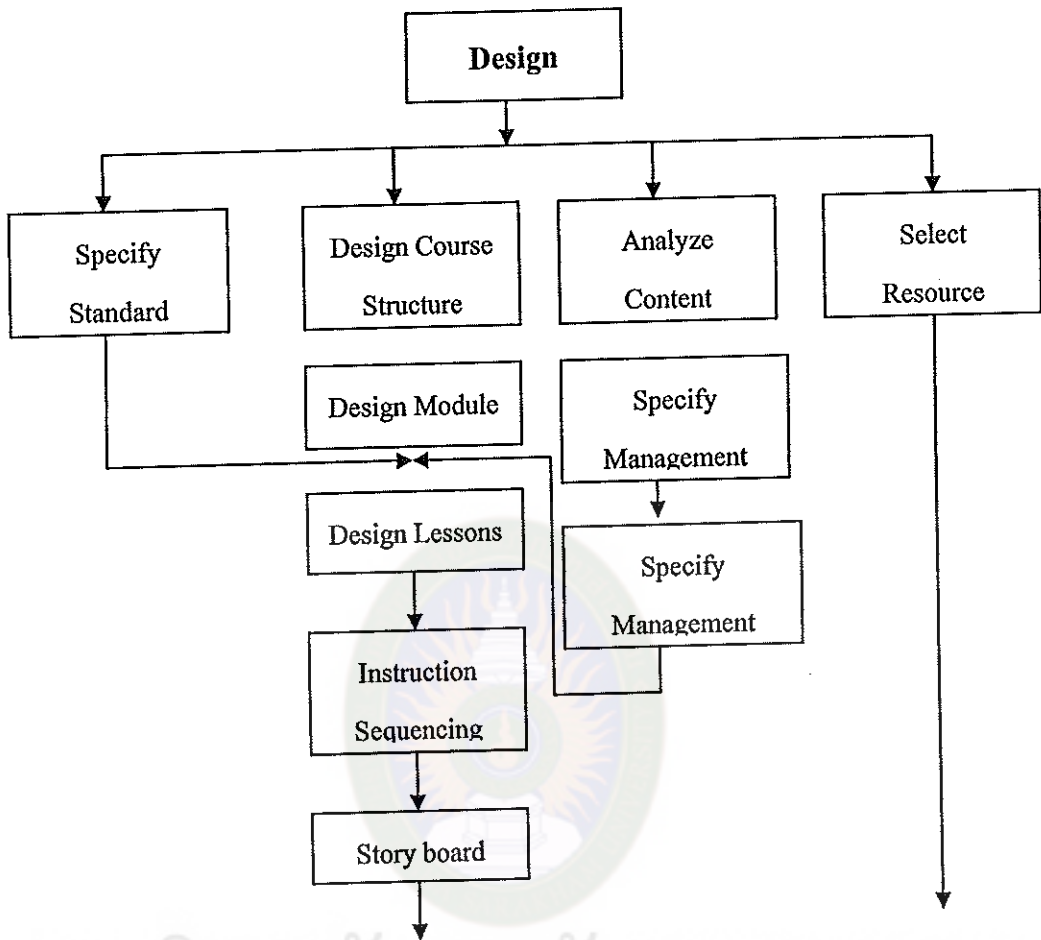 Design
Specify
Standard
Design Course
Structure
Analyze
Content
Select
Resource
Design Module
Specify
Management
Design Lessons
Specify
Management
Instruction
Sequencing
Story board